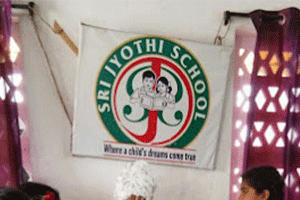 SRI JYOTHI SCHOOL
Where a child's dreams come true